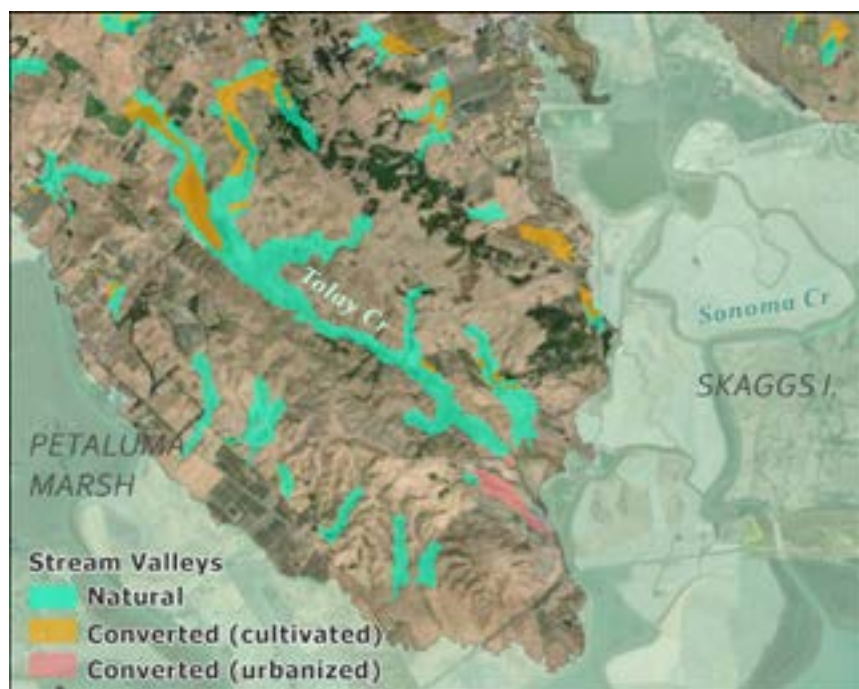 Tolay Cr
Sonoma Cr
SKAGGS I.
PETALUMA
MARSH
Stream Valleys
Natural
Converted (cultivated)
Converted (urbanized)